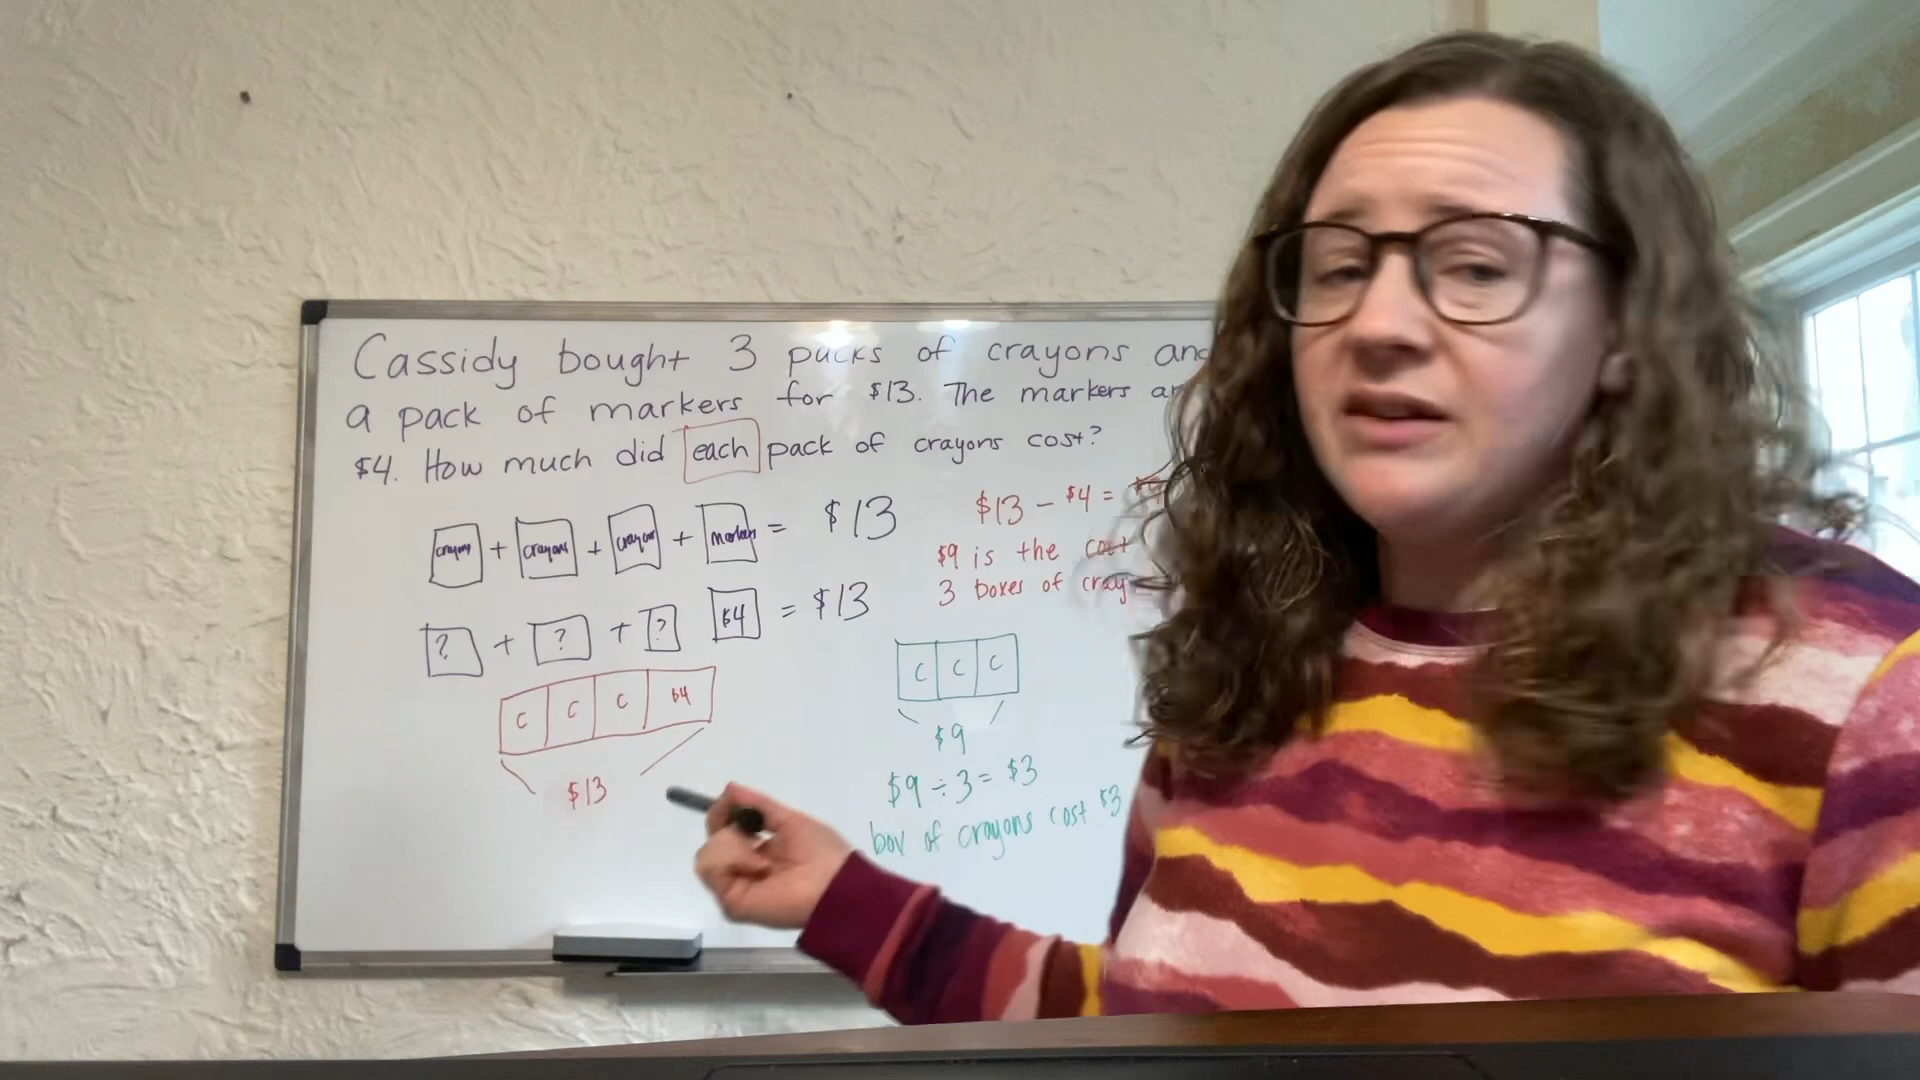 Cassidy bought 3 packs of crayons and
a pack of markers for $13. The markers
$4. How much did each pack of crayons cost?
crayons + crayons + crayons + markers = $13
? + ? + ? $4 = $13
C C C $4
$13
$13 - $4 =
$9 is the cost
3 boxes of
C C C
$9
$9 ÷ 3 = $3
box of crayons cost $3